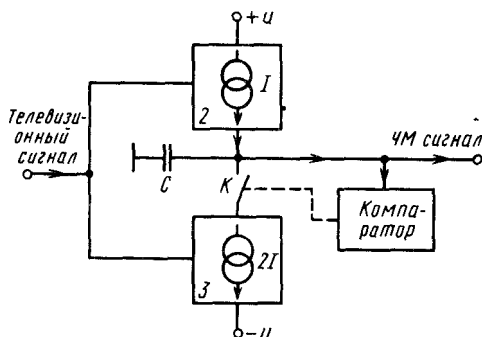 +u
I
2
Телевизи-
онный
сигнал
ЧМ сигнал
C
К
Компа-
ратор
2I
3
-u